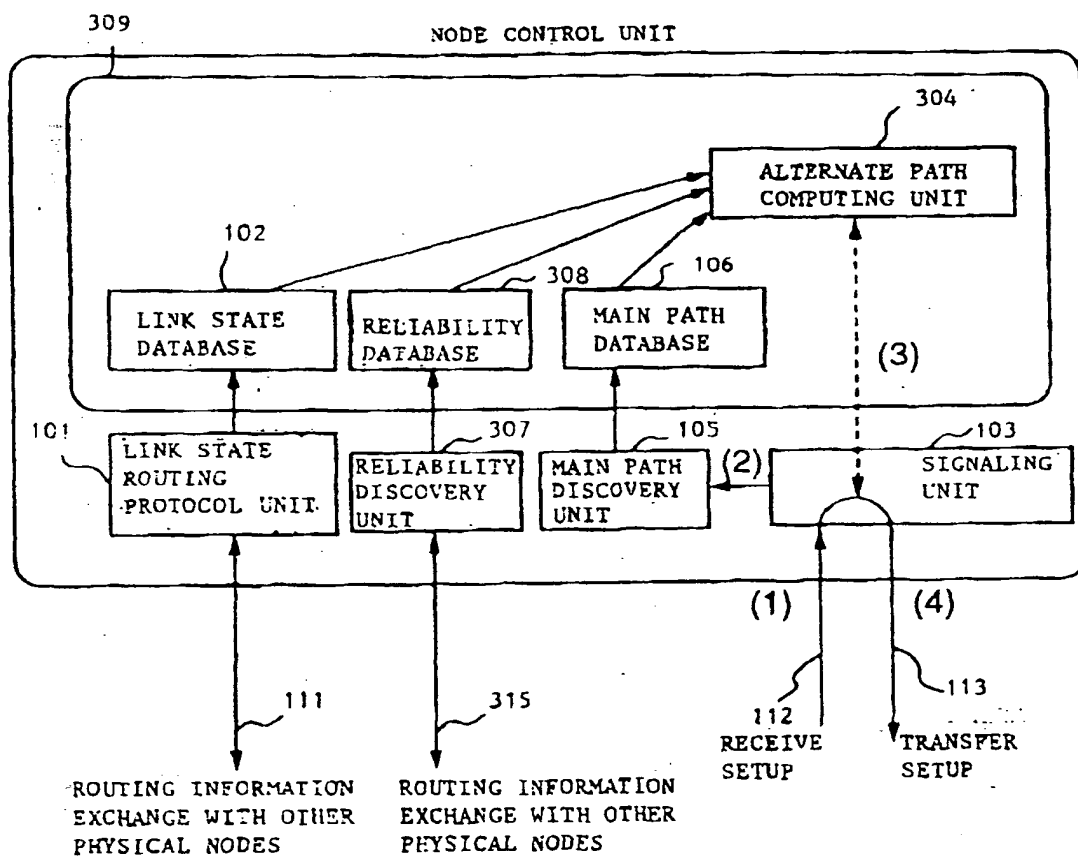 309
NODE CONTROL UNIT
304
ALTERNATE PATH
COMPUTING UNIT
102
308
106
LINK STATE
DATABASE
RELIABILITY
DATABASE
MAIN PATH
DATABASE
(3)
101
LINK STATE
ROUTING
PROTOCOL UNIT
307
RELIABILITY
DISCOVERY
UNIT
105
MAIN PATH
DISCOVERY
UNIT
(2)
103
SIGNALING
UNIT
(1)
(4)
111
315
112
113
RECEIVE
SETUP
TRANSFER
SETUP
ROUTING INFORMATION
EXCHANGE WITH OTHER
PHYSICAL NODES
ROUTING INFORMATION
EXCHANGE WITH OTHER
PHYSICAL NODES